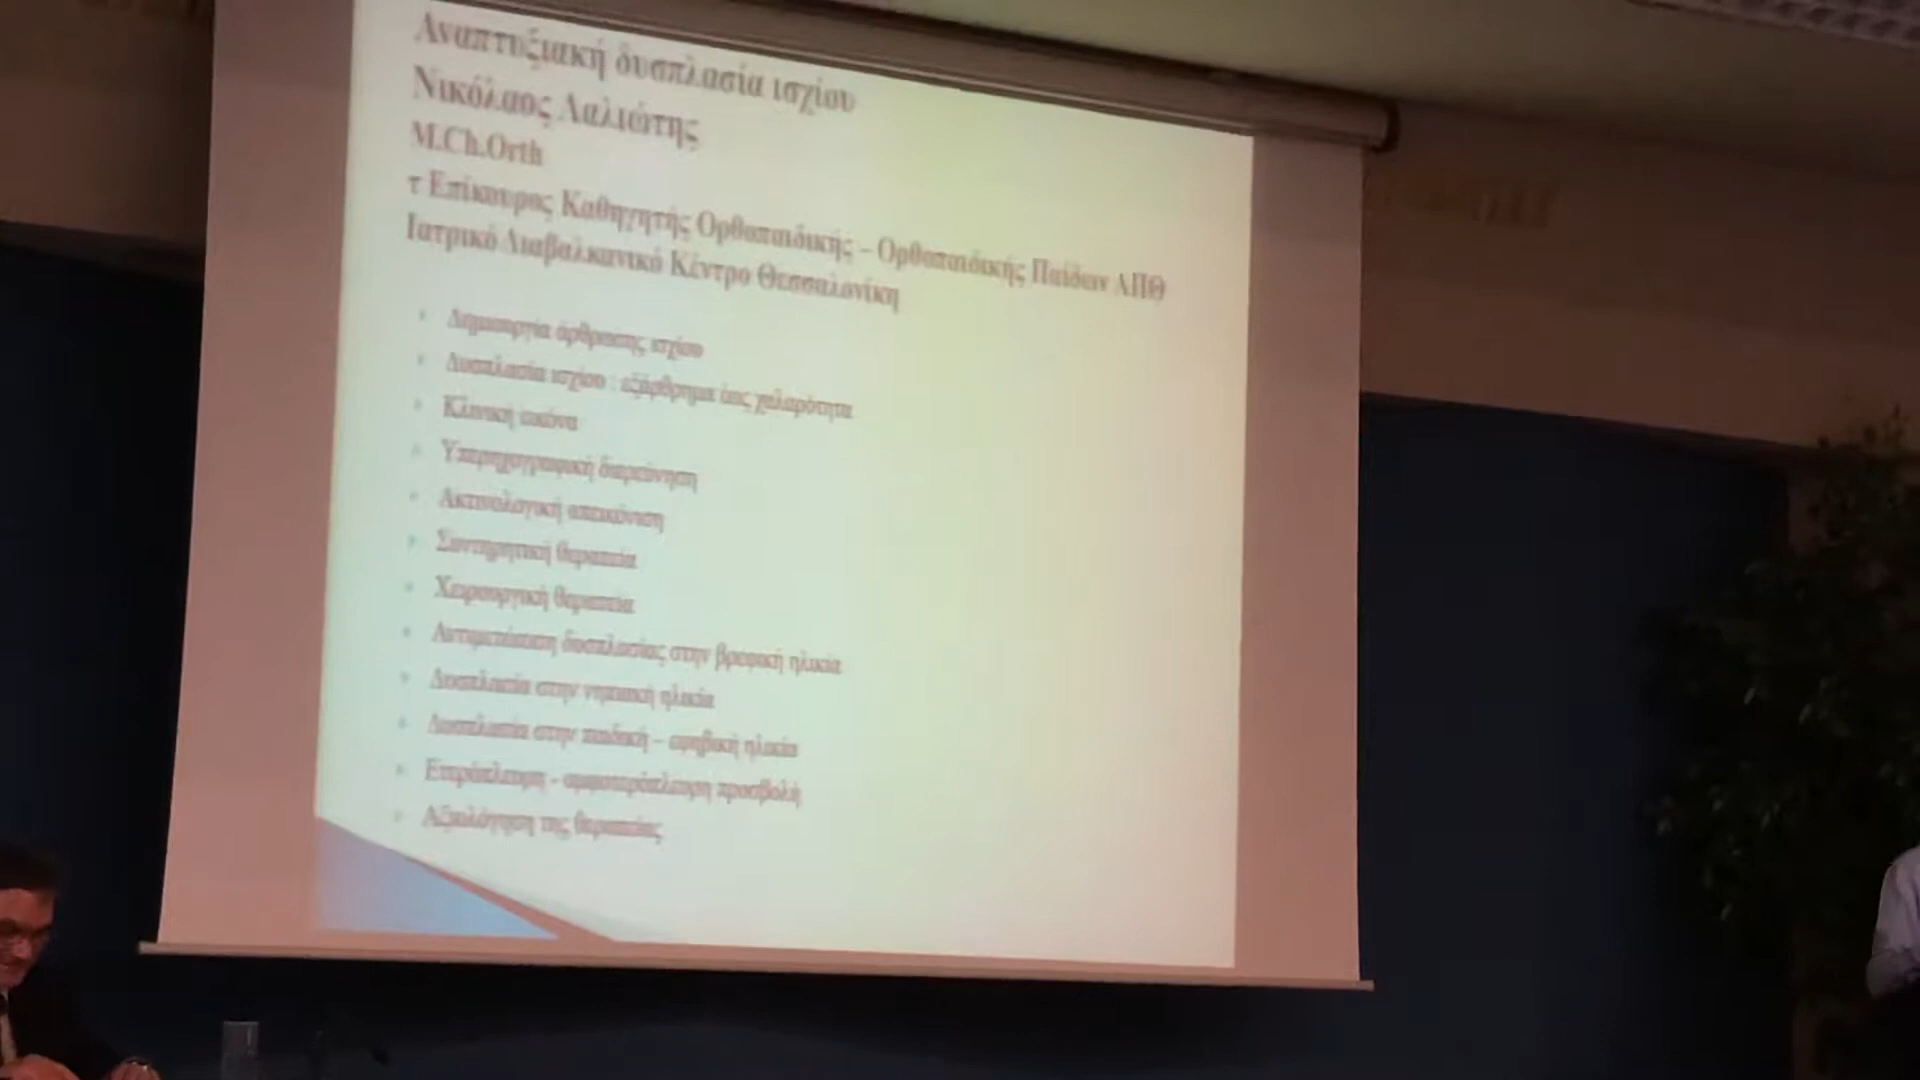 Αναπτυξιακή δυσπλασία ισχίου
Νικόλαος Λαλιώτης
M.Ch.Orth
τ Επίκουρος Καθηγητής Ορθοπαιδικής – Ορθοπαιδικής Παίδων ΑΠΘ
Ιατρικό Διαβαλκανικό Κέντρο Θεσσαλονίκη
Δημιουργία άρθρωσης ισχίου
Δυσπλασία ισχίου : εξάρθρημα έως χαλαρότητα
Κλινική εικόνα
Υπερηχογραφική διερεύνηση
Ακτινολογική απεικόνιση
Συντηρητική θεραπεία
Χειρουργική θεραπεία
Αντιμετώπιση δυσπλασίας στην βρεφική ηλικία
Δυσπλασία στην νηπιακή ηλικία
Δυσπλασία στην παιδική – εφηβική ηλικία
Ετερόπλευρη - αμφοτερόπλευρη προσβολή
Αξιολόγηση της θεραπείας